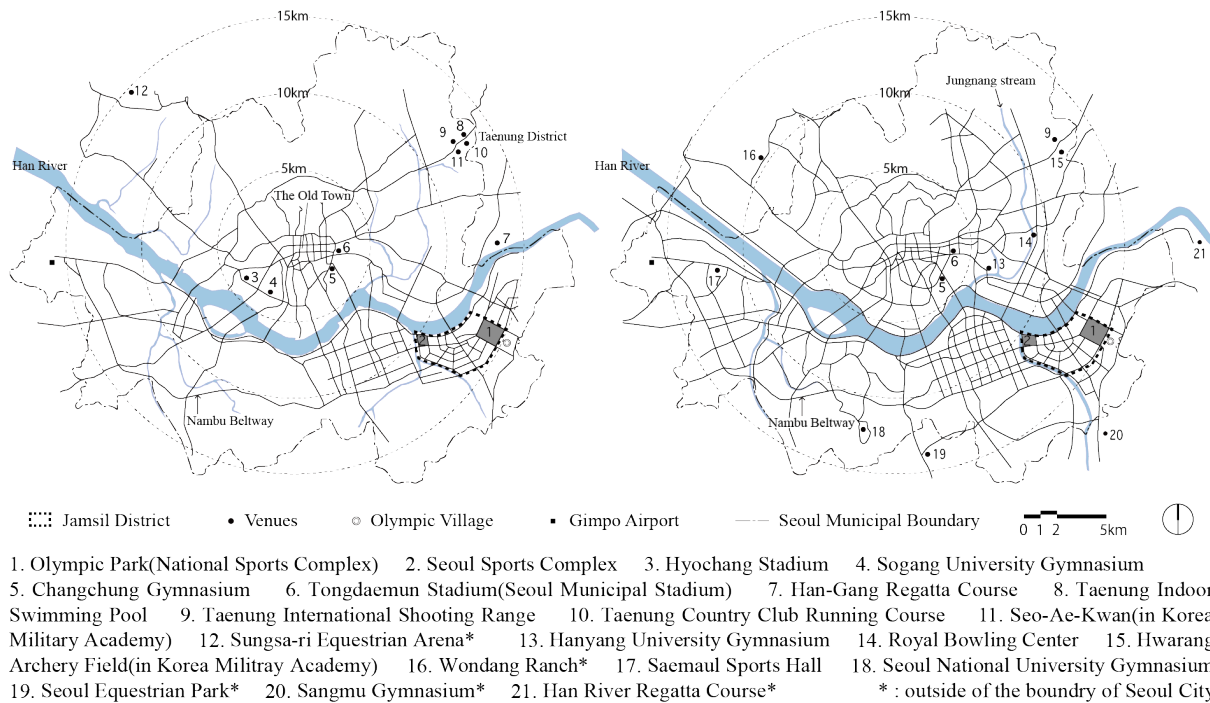 15km
12
10km
9
8
Taenung District
10
11
Han River
5km
The Old Town
7
6
5
3
4
1
2
Nambu Beltway
15km
Jungnang stream
10km
9
15
16
Han River
5km
14
6
13
21
17
5
1
2
Nambu Beltway
18
20
19
Jamsil District Venues Olympic Village Gimpo Airport Seoul Municipal Boundary 0 1 2 5km
1. Olympic Park(National Sports Complex) 2. Seoul Sports Complex 3. Hyochang Stadium 4. Sogang University Gymnasium
5. Changchung Gymnasium 6. Tongdaemun Stadium(Seoul Municipal Stadium) 7. Han-Gang Regatta Course 8. Taenung Indoor
Swimming Pool 9. Taenung International Shooting Range 10. Taenung Country Club Running Course 11. Seo-Ae-Kwan(in Korea
Military Academy) 12. Sungsa-ri Equestrian Arena* 13. Hanyang University Gymnasium 14. Royal Bowling Center 15. Hwarang
Archery Field(in Korea Militray Academy) 16. Wondang Ranch* 17. Saemaul Sports Hall 18. Seoul National University Gymnasium
19. Seoul Equestrian Park* 20. Sangmu Gymnasium* 21. Han River Regatta Course* * : outside of the boundry of Seoul City